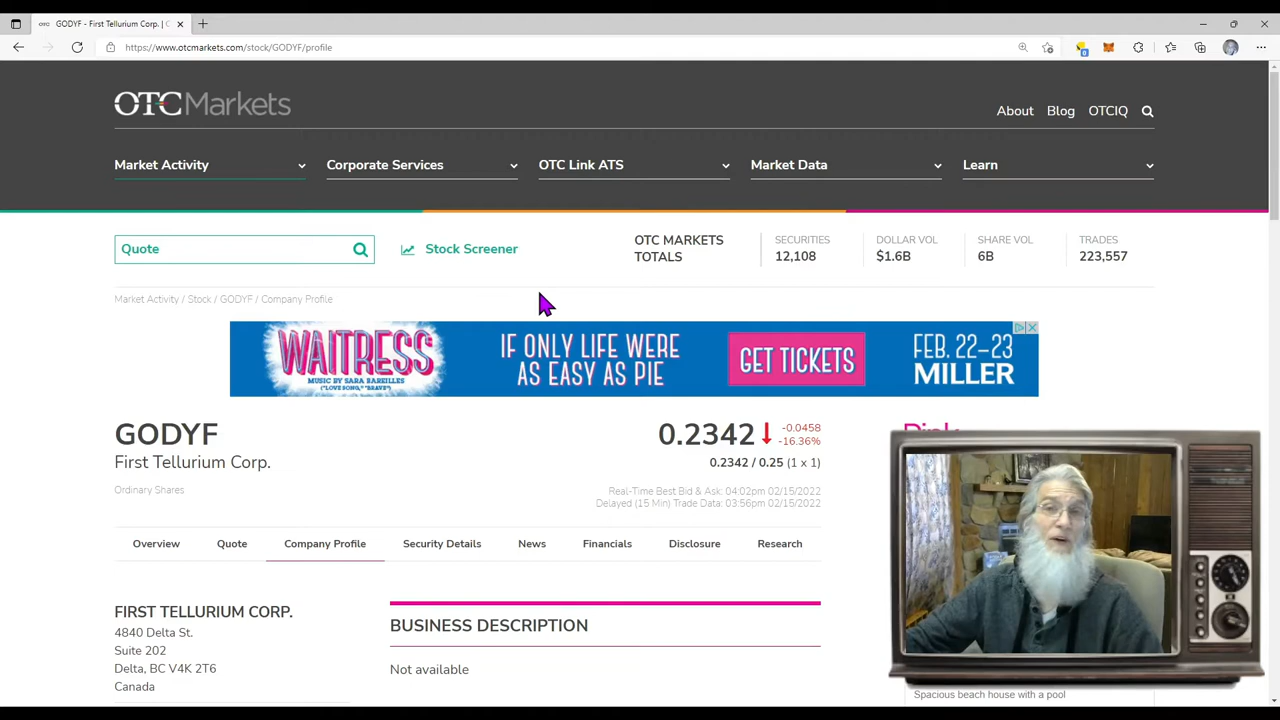 GODYF - First Tellurium Corp. |
https://www.otcmarkets.com/stock/GODYF/profile
OTC Markets
About Blog OTCIQ
Market Activity Corporate Services OTC Link ATS Market Data Learn
Quote Stock Screener
OTC MARKETS TOTALS
SECURITIES 12,108
DOLLAR VOL $1.6B
SHARE VOL 6B
TRADES 223,557
Market Activity / Stock / GODYF / Company Profile
WAITRESS
MUSIC BY SARA BAREILLES
("LOVE SONG," "BRAVE")
IF ONLY LIFE WERE
AS EASY AS PIE
GET TICKETS
FEB. 22-23
MILLER
GODYF
First Tellurium Corp.
Ordinary Shares
0.2342 -0.0458
-16.36%
0.2342 / 0.25 (1 x 1)
Real-Time Best Bid & Ask: 04:02pm 02/15/2022
Delayed (15 Min) Trade Data: 03:56pm 02/15/2022
Pink
Overview Quote Company Profile Security Details News Financials Disclosure Research
FIRST TELLURIUM CORP.
4840 Delta St.
Suite 202
Delta, BC V4K 2T6
Canada
BUSINESS DESCRIPTION
Not available
Spacious beach house with a pool